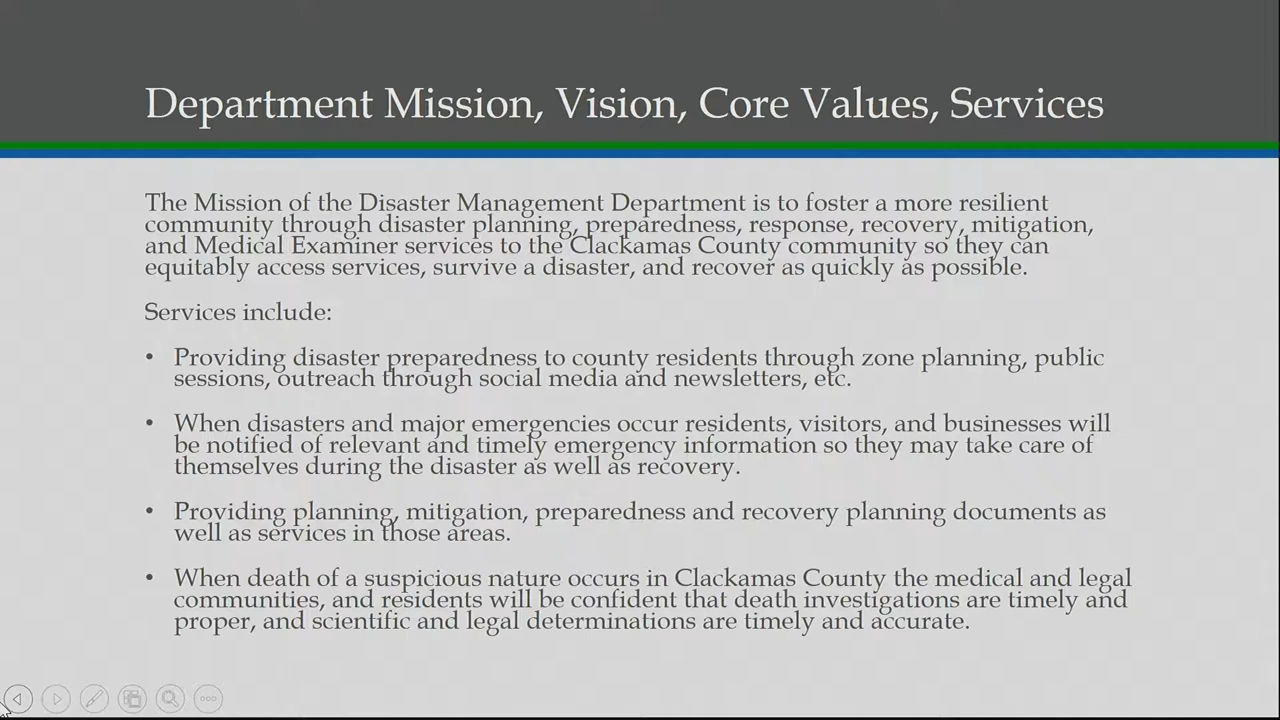 Department Mission, Vision, Core Values, Services
The Mission of the Disaster Management Department is to foster a more resilient
community through disaster planning, preparedness, response, recovery, mitigation,
and Medical Examiner services to the Clackamas County community so they can
equitably access services, survive a disaster, and recover as quickly as possible.
Services include:
• Providing disaster preparedness to county residents through zone planning, public
sessions, outreach through social media and newsletters, etc.
• When disasters and major emergencies occur residents, visitors, and businesses will
be notified of relevant and timely emergency information so they may take care of
themselves during the disaster as well as recovery.
• Providing planning, mitigation, preparedness and recovery planning documents as
well as services in those areas.
• When death of a suspicious nature occurs in Clackamas County the medical and legal
communities, and residents will be confident that death investigations are timely and
proper, and scientific and legal determinations are timely and accurate.